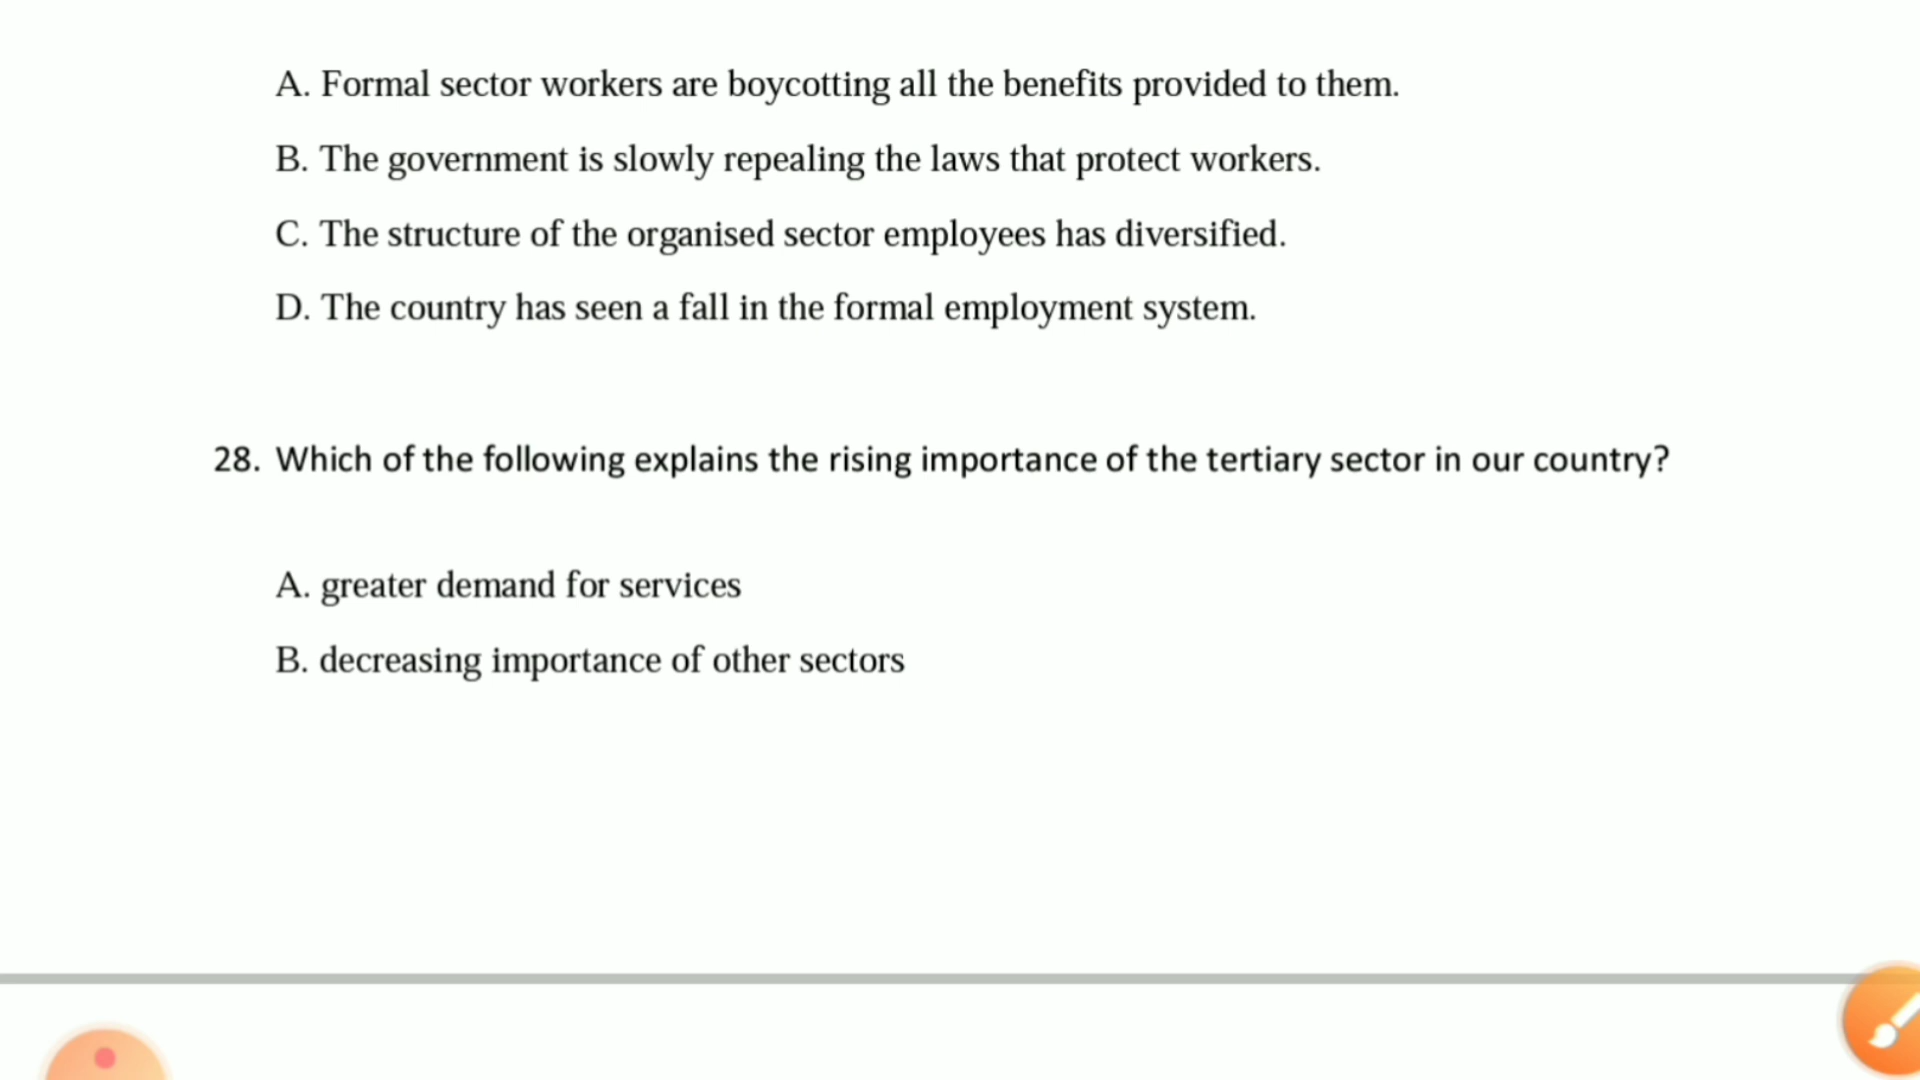 A. Formal sector workers are boycotting all the benefits provided to them.
B. The government is slowly repealing the laws that protect workers.
C. The structure of the organised sector employees has diversified.
D. The country has seen a fall in the formal employment system.
28. Which of the following explains the rising importance of the tertiary sector in our country?
A. greater demand for services
B. decreasing importance of other sectors